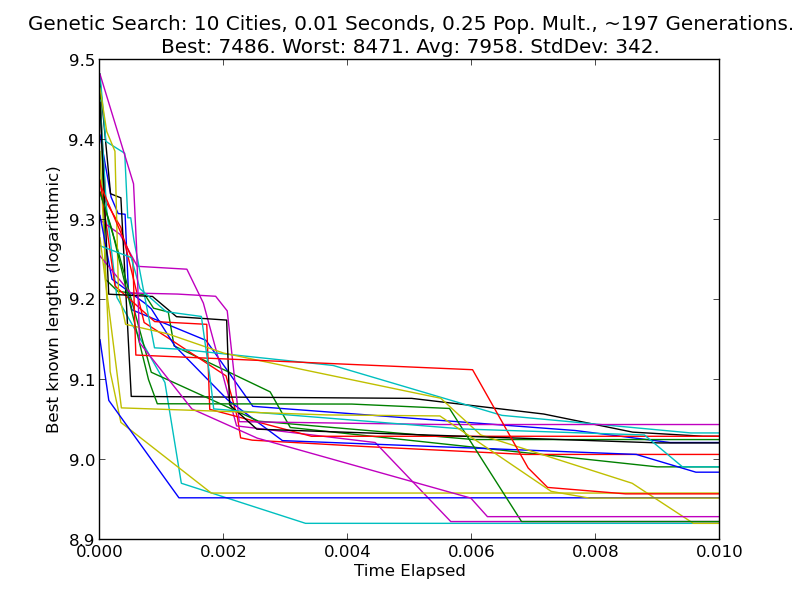 Genetic Search: 10 Cities, 0.01 Seconds, 0.25 Pop. Mult., ~197 Generations.
Best: 7486. Worst: 8471. Avg: 7958. StdDev: 342.
9.5
9.4
9.3
9.2
9.1
9.0
8.9
Best known length (logarithmic)
0.000 0.002 0.004 0.006 0.008 0.010
Time Elapsed